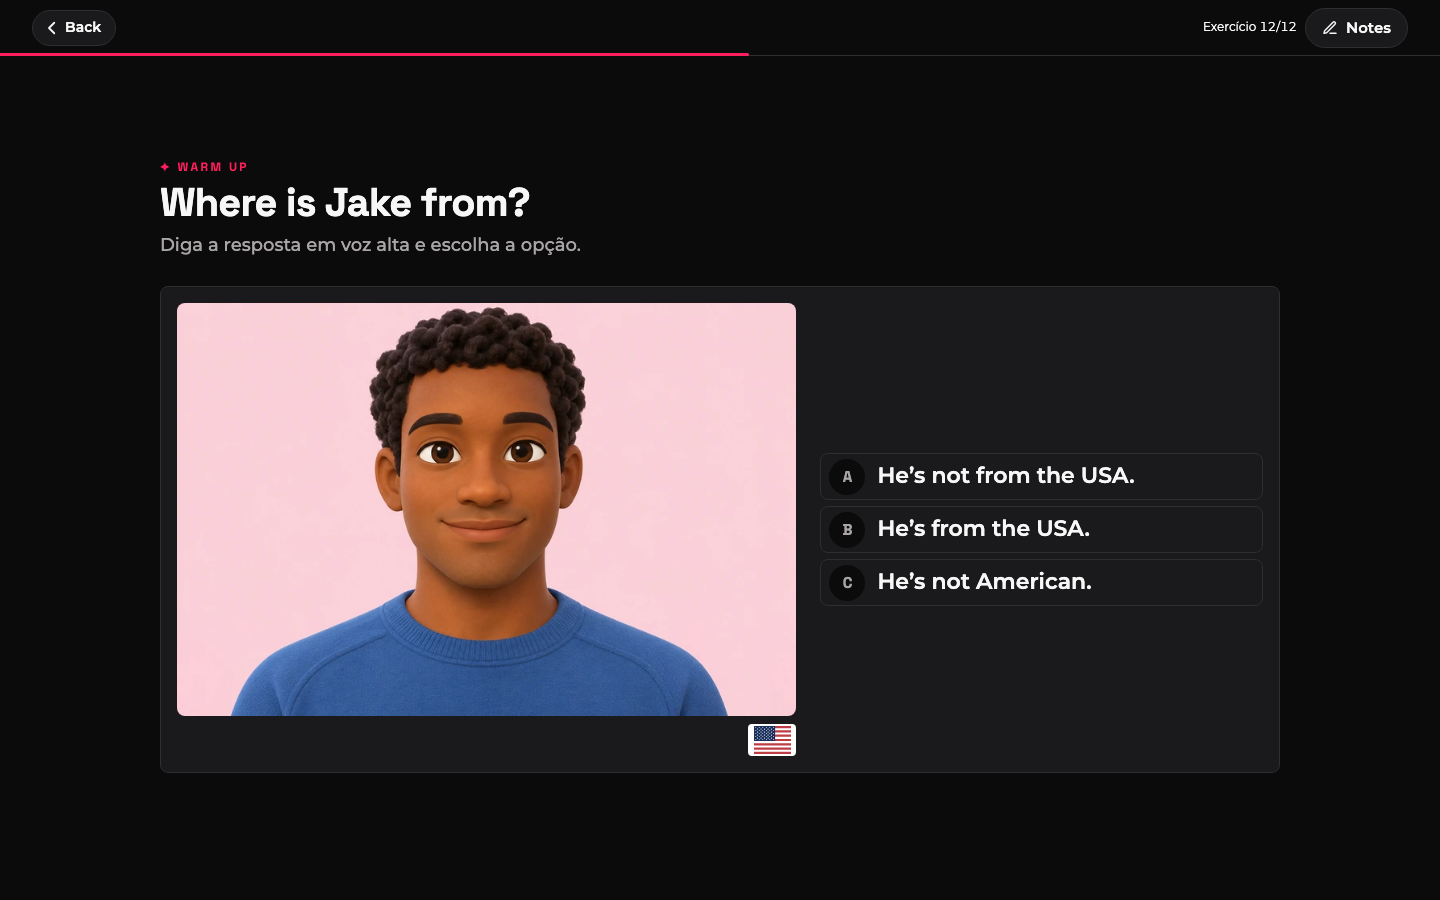 Back
Exercício 12/12
Notes
WARM UP
Where is Jake from?
Diga a resposta em voz alta e escolha a opção.
A He’s not from the USA.
B He’s from the USA.
C He’s not American.